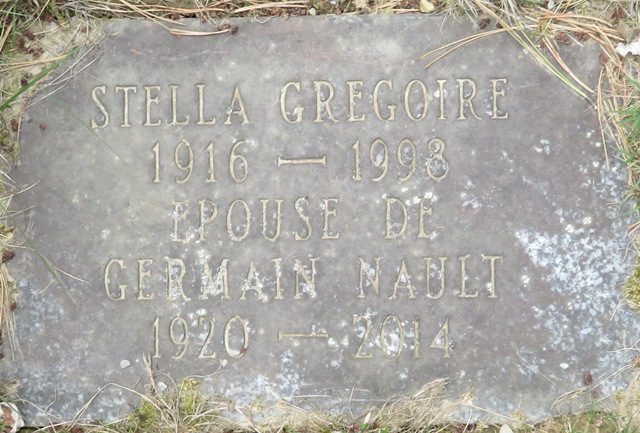 STELLA GREGOIRE
1916 — 1998
EPOUSE DE
GERMAIN NAULT
1920 — 2014